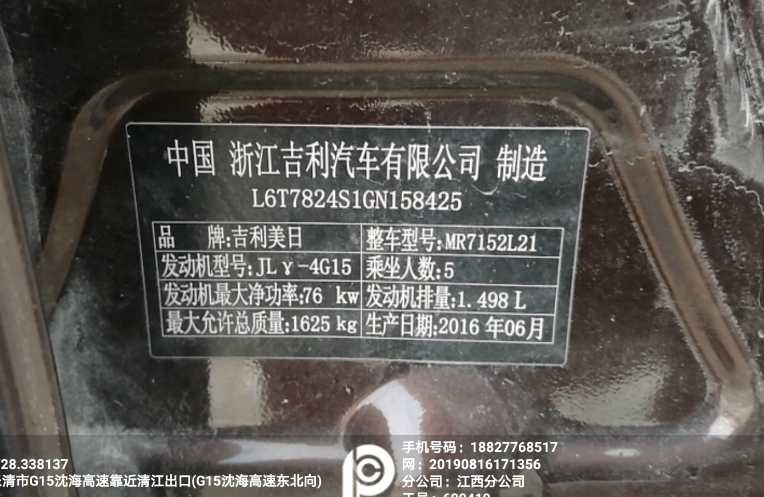 中国 浙江吉利汽车有限公司 制造
L6T7824S1GN158425
品 牌:吉利美日 整车型号:MR7152L21
发动机型号:JLγ-4G15 乘坐人数:5
发动机最大净功率:76 kw 发动机排量:1.498 L
最大允许总质量:1625 kg 生产日期:2016 年06月
手机号码：18827768517
28.338137 网：20190816171356
清市G15沈海高速靠近清江出口(G15沈海高速东北向) 分公司：江西分公司